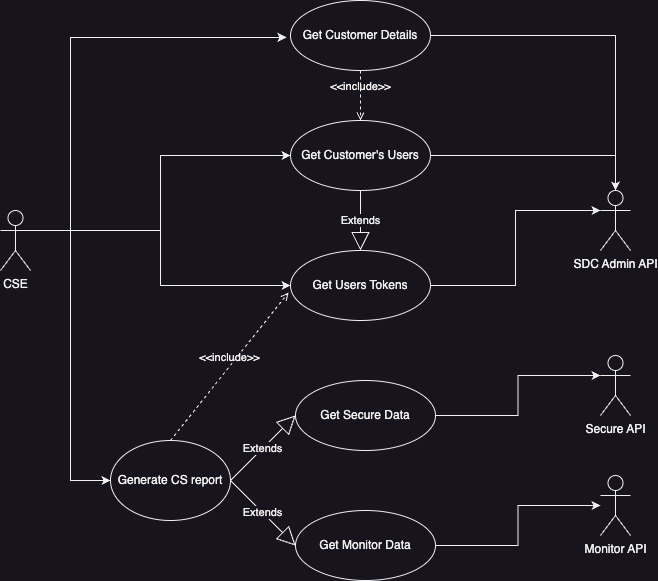 Get Customer Details
<<include>>
Get Customer's Users
Extends
SDC Admin API
CSE
Get Users Tokens
<<include>>
Get Secure Data
Secure API
Extends
Generate CS report
Extends
Get Monitor Data
Monitor API